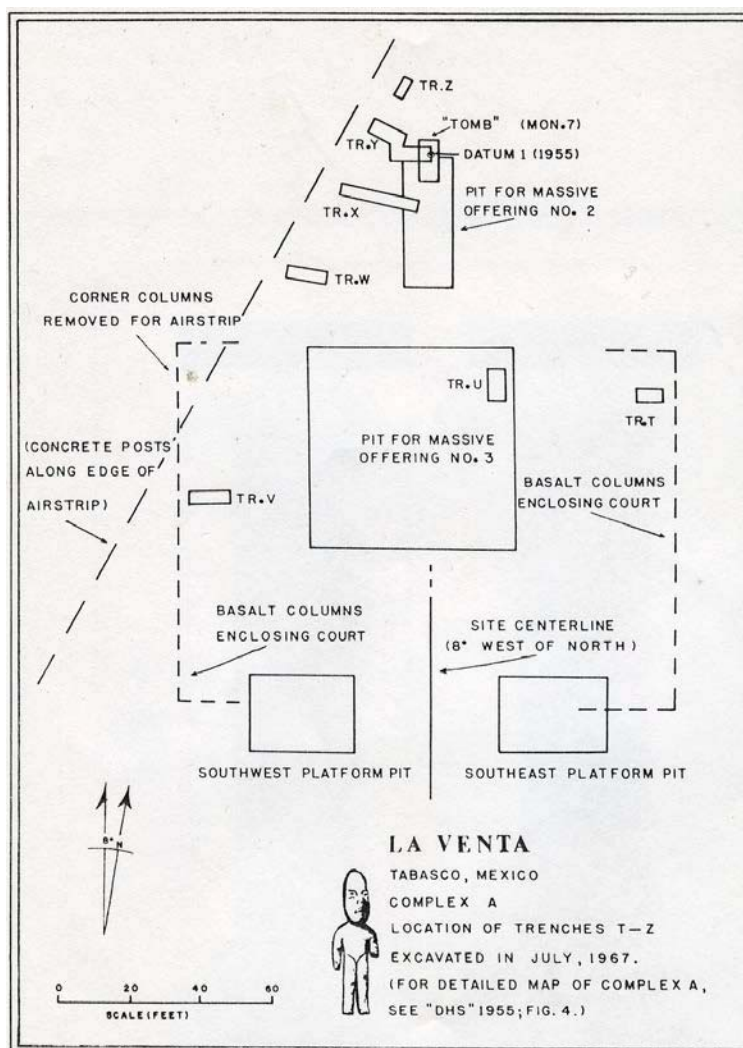 TR.Z
"TOMB" (MON.7)
TR.Y
DATUM 1 (1955)
PIT FOR MASSIVE
OFFERING NO. 2
TR.X
TR.W
CORNER COLUMNS
REMOVED FOR AIRSTRIP
TR.U
TR.T
PIT FOR MASSIVE
OFFERING NO.3
(CONCRETE POSTS
ALONG EDGE OF
AIRSTRIP)
BASALT COLUMNS
ENCLOSING COURT
TR.V
BASALT COLUMNS
ENCLOSING COURT
SITE CENTERLINE
(8° WEST OF NORTH)
SOUTHWEST PLATFORM PIT
SOUTHEAST PLATFORM PIT
8° N
LA VENTA
TABASCO, MEXICO
COMPLEX A
LOCATION OF TRENCHES T–Z
EXCAVATED IN JULY, 1967.
(FOR DETAILED MAP OF COMPLEX A,
SEE "DHS" 1955; FIG. 4.)
0 20 40 60
SCALE (FEET)